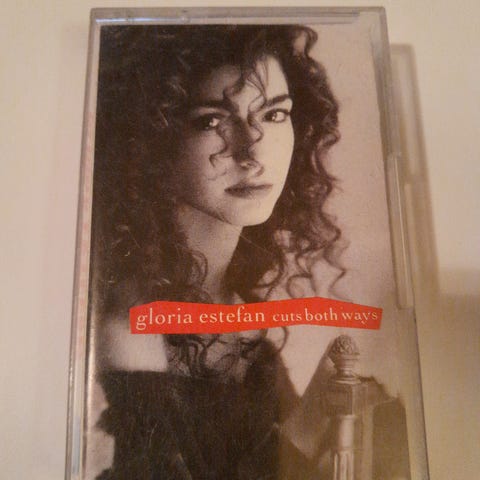 gloria estefan cuts both ways